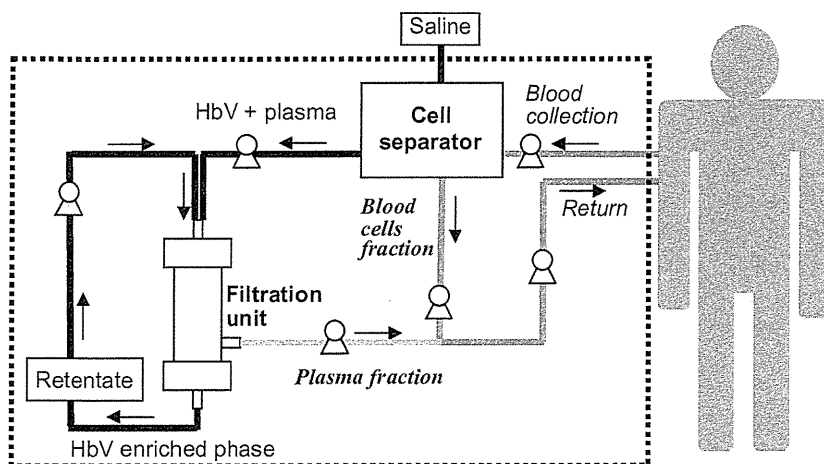 Saline
HbV + plasma
Cell
separator
Blood
collection
Blood
cells
fraction
Return
Filtration
unit
Retentate
Plasma fraction
HbV enriched phase